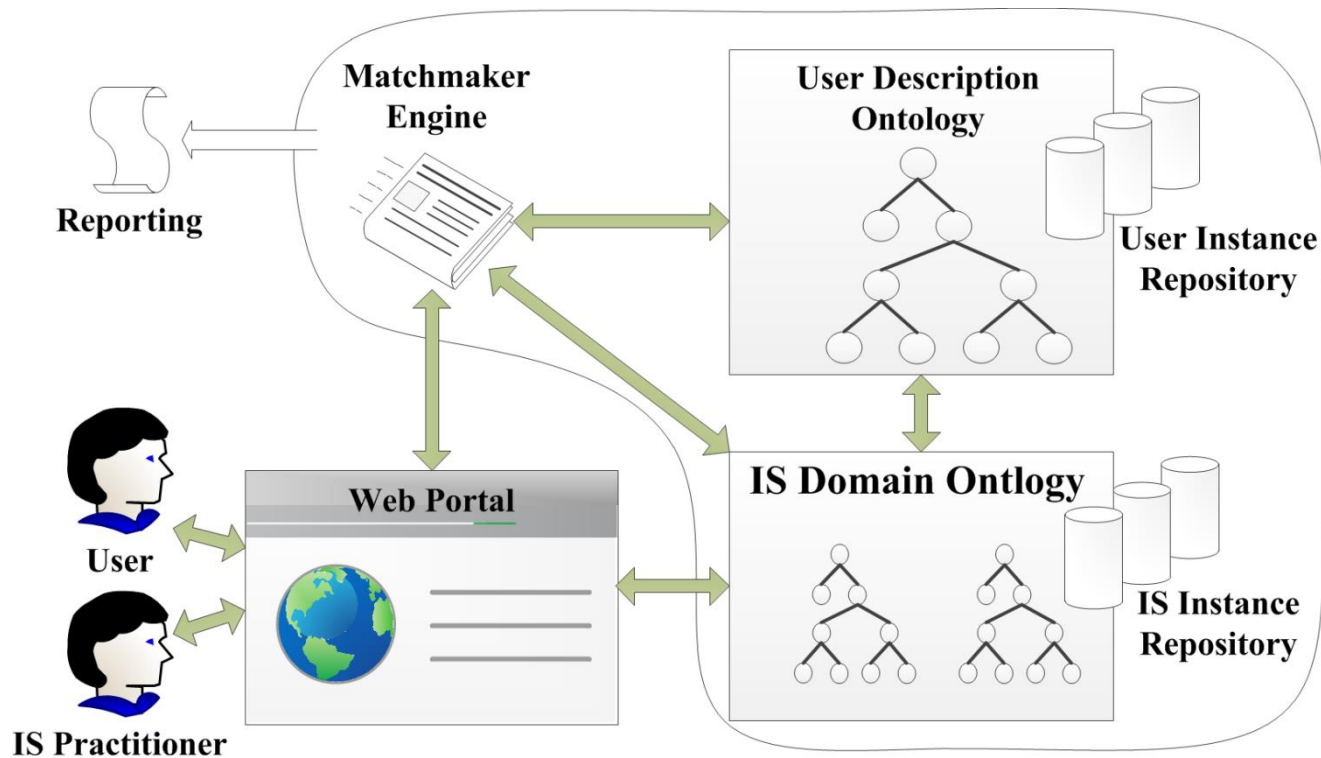 Matchmaker
Engine
User Description
Ontology
Reporting
User Instance
Repository
Web Portal
IS Domain Ontlogy
User
IS Instance
Repository
IS Practitioner